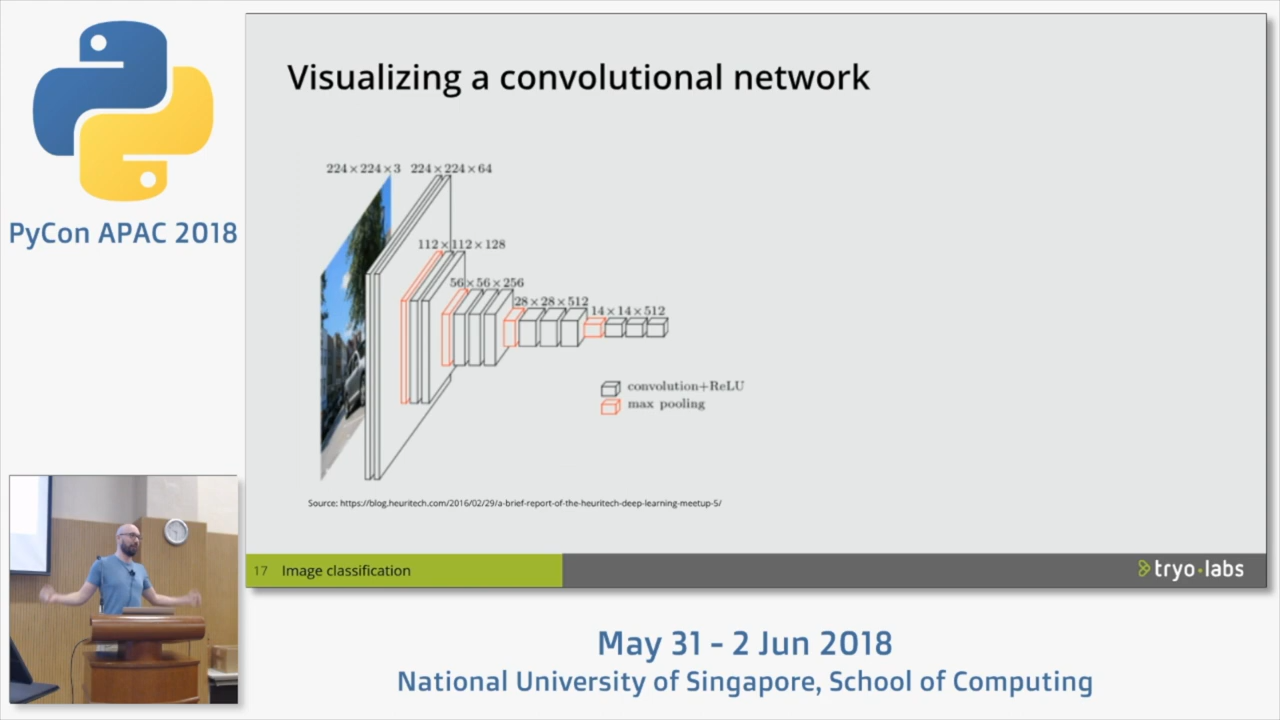 PyCon APAC 2018
Visualizing a convolutional network
224×224×3 224×224×64
112×112×128
56×56×256
28×28×512
14×14×512
convolution+ReLU
max pooling
Source: https://blog.heuritech.com/2016/02/29/a-brief-report-of-the-heuritech-deep-learning-meetup-5/
17 Image classification
tryo·labs
May 31 - 2 Jun 2018
National University of Singapore, School of Computing